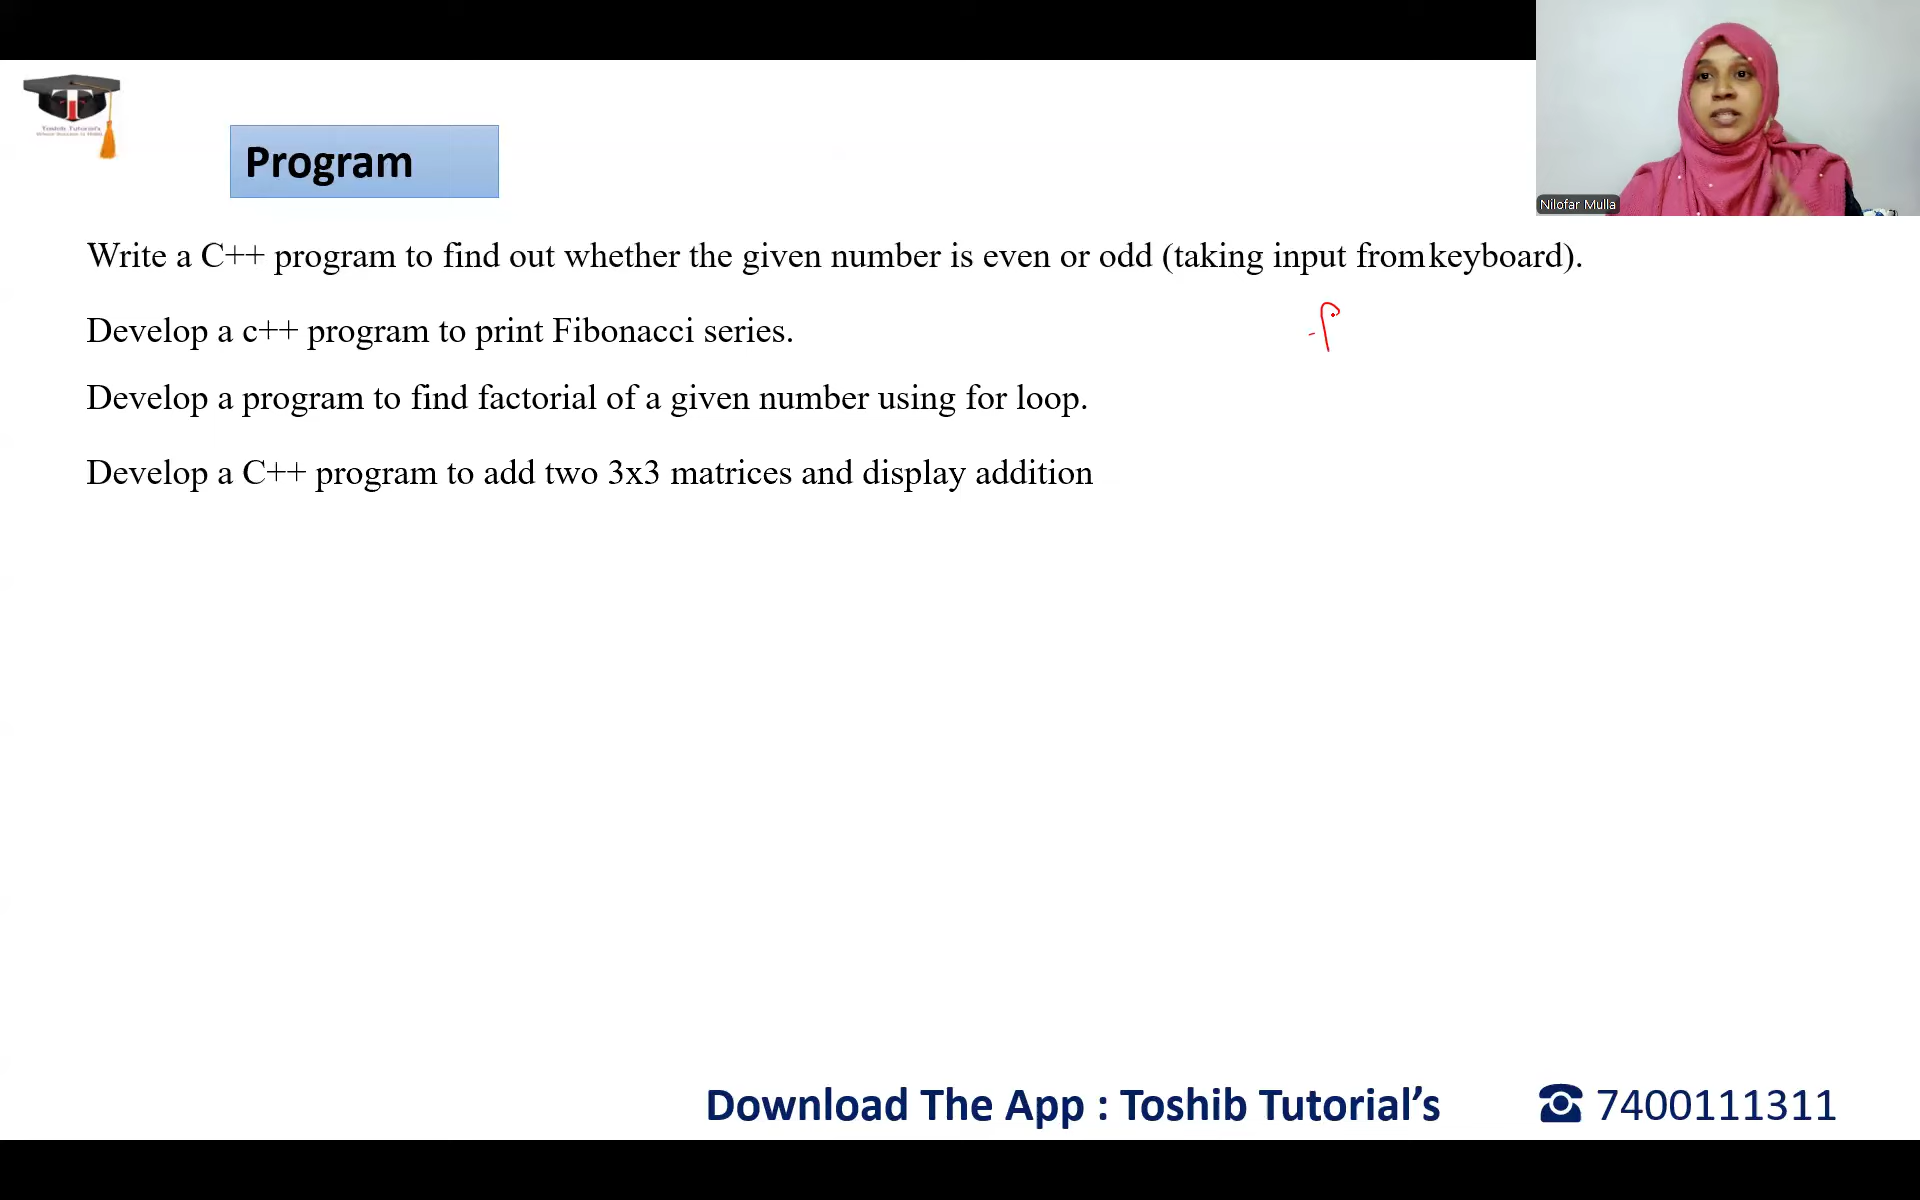 Toshib Tutorial's
Program
Nilofar Mulla
Write a C++ program to find out whether the given number is even or odd (taking input from keyboard).
Develop a c++ program to print Fibonacci series.
Develop a program to find factorial of a given number using for loop.
Develop a C++ program to add two 3x3 matrices and display addition
Download The App : Toshib Tutorial’s
7400111311